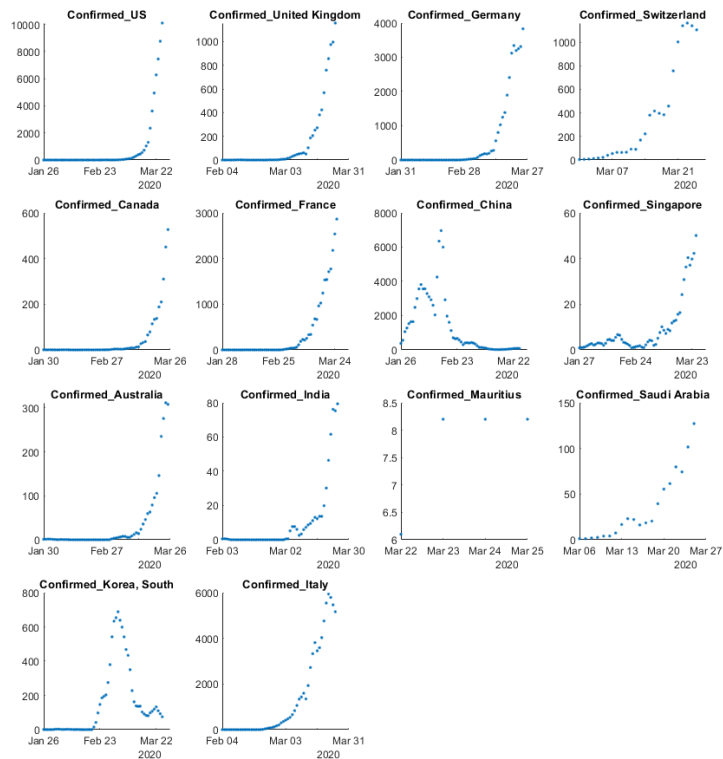 Confirmed_US
10000
8000
6000
4000
2000
0
Jan 26 Feb 23 Mar 22
2020
Confirmed_United Kingdom
1000
800
600
400
200
0
Feb 04 Mar 03 Mar 31
2020
Confirmed_Germany
4000
3000
2000
1000
0
Jan 31 Feb 28 Mar 27
2020
Confirmed_Switzerland
1000
800
600
400
200
0
Mar 07 Mar 21
2020
Confirmed_Canada
600
400
200
0
Jan 30 Feb 27 Mar 26
2020
Confirmed_France
3000
2000
1000
0
Jan 28 Feb 25 Mar 24
2020
Confirmed_China
8000
6000
4000
2000
0
Jan 26 Feb 23 Mar 22
2020
Confirmed_Singapore
60
40
20
0
Jan 27 Feb 24 Mar 23
2020
Confirmed_Australia
300
200
100
0
Jan 30 Feb 27 Mar 26
2020
Confirmed_India
80
60
40
20
0
Feb 03 Mar 02 Mar 30
2020
Confirmed_Mauritius
8.5
8
7.5
7
6.5
6
Mar 22 Mar 23 Mar 24 Mar 25
2020
Confirmed_Saudi Arabia
150
100
50
0
Mar 06 Mar 13 Mar 20 Mar 27
2020
Confirmed_Korea, South
800
600
400
200
0
Jan 26 Feb 23 Mar 22
2020
Confirmed_Italy
6000
4000
2000
0
Feb 04 Mar 03 Mar 31
2020